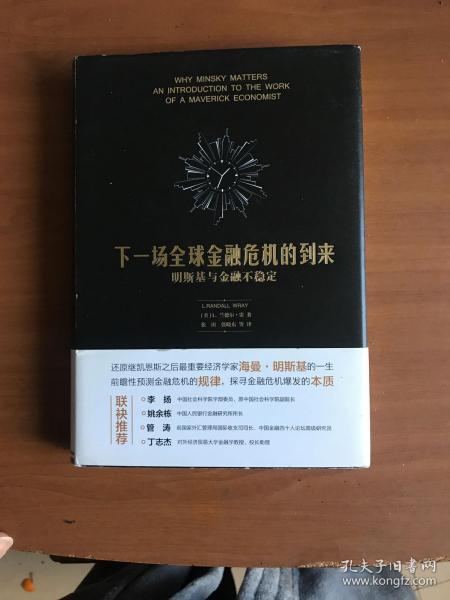 WHY MINSKY MATTERS
AN INTRODUCTION TO THE WORK
OF A MAVERICK ECONOMIST
下一场全球金融危机的到来
明斯基与金融不稳定
L.RANDALL WRAY
(美) L. 兰德尔·雷 著
张田 张晓东 等 译
还原继凯恩斯之后最重要经济学家海曼·明斯基的一生
前瞻性预测金融危机的规律，探寻金融危机爆发的本质
联袂推荐
李 扬 中国社会科学院学部委员、原中国社会科学院副院长
姚余栋 中国人民银行金融研究所所长
管 涛 前国家外汇管理局国际收支司司长、中国金融四十人论坛高级研究员
丁志杰 对外经济贸易大学金融学教授、校长助理
孔夫子旧书网
www.kongfz.com